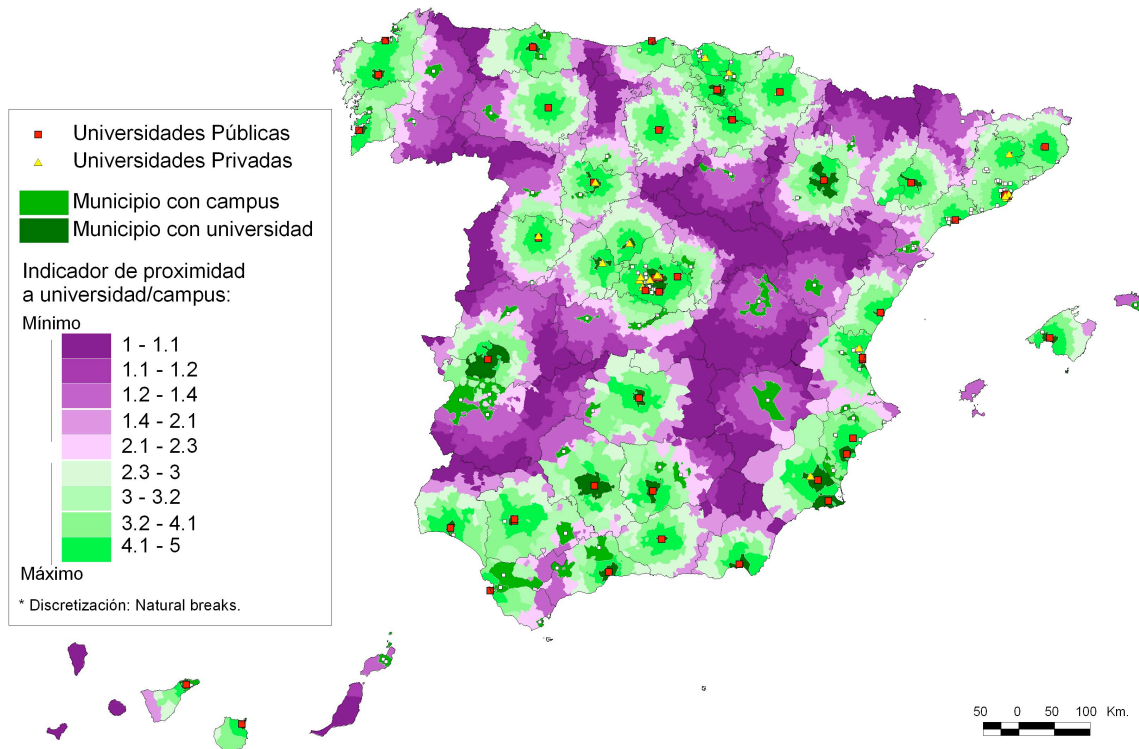 Universidades Públicas
Universidades Privadas
Municipio con campus
Municipio con universidad
Indicador de proximidad
a universidad/campus:
Mínimo
1 - 1.1
1.1 - 1.2
1.2 - 1.4
1.4 - 2.1
2.1 - 2.3
2.3 - 3
3 - 3.2
3.2 - 4.1
4.1 - 5
Máximo
* Discretización: Natural breaks.
50 0 50 100 Km.